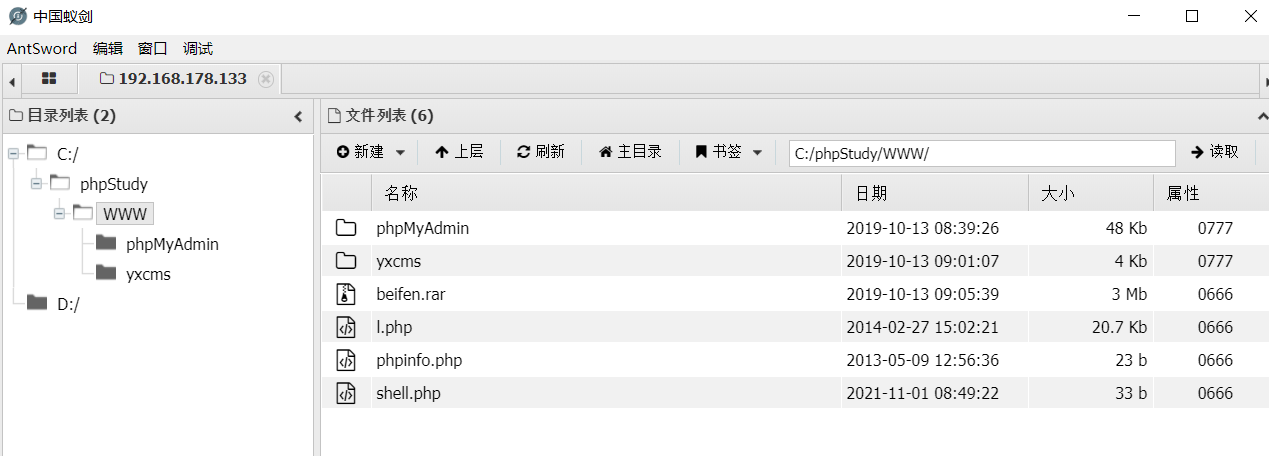 中国蚁剑
AntSword 编辑 窗口 调试
192.168.178.133
目录列表 (2)
文件列表 (6)
新建 上层 刷新 主目录 书签 C:/phpStudy/WWW/ 读取
C:/
phpStudy
WWW
phpMyAdmin
yxcms
D:/
名称 日期 大小 属性
phpMyAdmin 2019-10-13 08:39:26 48 Kb 0777
yxcms 2019-10-13 09:01:07 4 Kb 0777
beifen.rar 2019-10-13 09:05:39 3 Mb 0666
l.php 2014-02-27 15:02:21 20.7 Kb 0666
phpinfo.php 2013-05-09 12:56:36 23 b 0666
shell.php 2021-11-01 08:49:22 33 b 0666